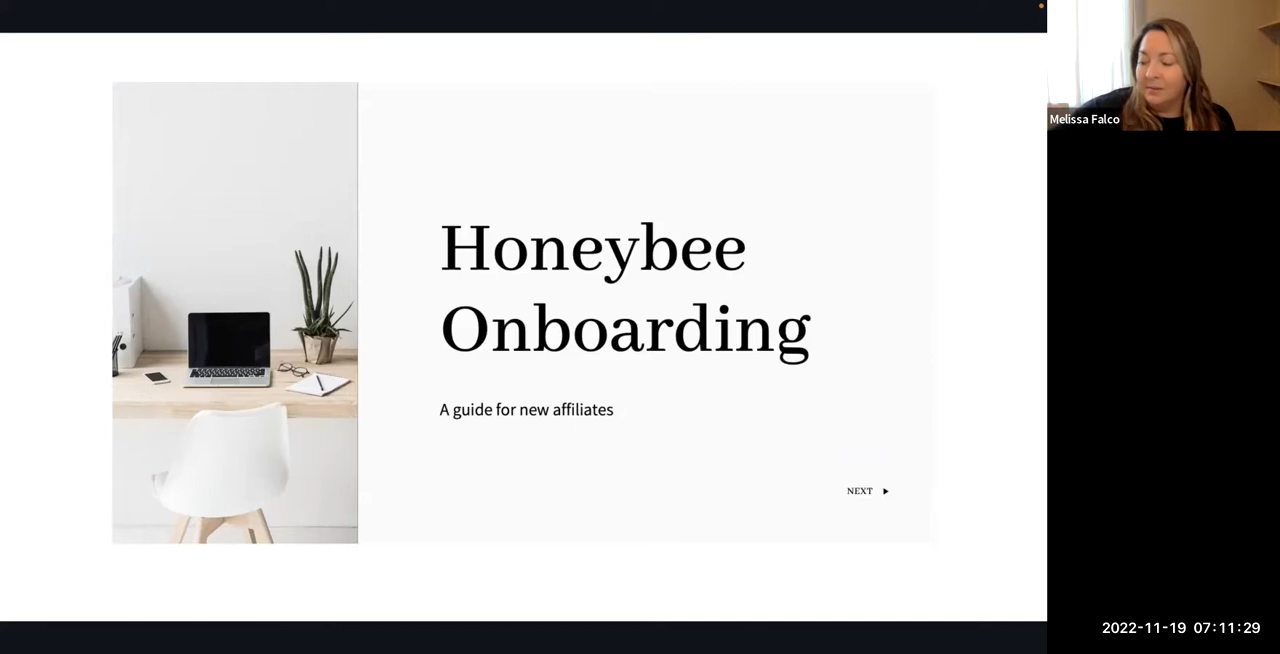 Honeybee
Onboarding
A guide for new affiliates
NEXT
Melissa Falco
2022-11-19 07:11:29